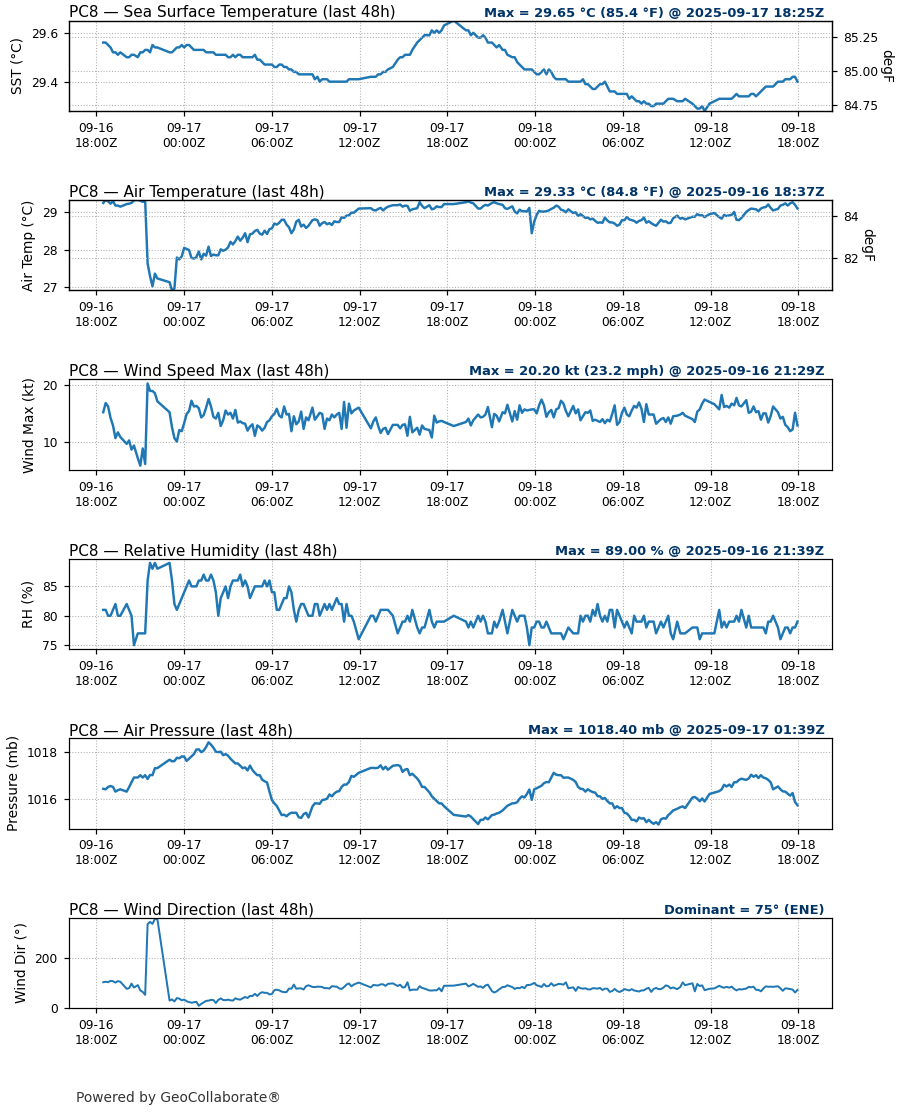 PC8 — Sea Surface Temperature (last 48h)
Max = 29.65 °C (85.4 °F) @ 2025-09-17 18:25Z
SST (°C)
29.6
29.4
85.25
85.00
84.75
degF
09-16 09-17 09-17 09-17 09-17 09-18 09-18 09-18 09-18
18:00Z 00:00Z 06:00Z 12:00Z 18:00Z 00:00Z 06:00Z 12:00Z 18:00Z
PC8 — Air Temperature (last 48h)
Max = 29.33 °C (84.8 °F) @ 2025-09-16 18:37Z
Air Temp (°C)
29
28
27
84
82
degF
09-16 09-17 09-17 09-17 09-17 09-18 09-18 09-18 09-18
18:00Z 00:00Z 06:00Z 12:00Z 18:00Z 00:00Z 06:00Z 12:00Z 18:00Z
PC8 — Wind Speed Max (last 48h)
Max = 20.20 kt (23.2 mph) @ 2025-09-16 21:29Z
Wind Max (kt)
20
10
09-16 09-17 09-17 09-17 09-17 09-18 09-18 09-18 09-18
18:00Z 00:00Z 06:00Z 12:00Z 18:00Z 00:00Z 06:00Z 12:00Z 18:00Z
PC8 — Relative Humidity (last 48h)
Max = 89.00 % @ 2025-09-16 21:39Z
RH (%)
85
80
75
09-16 09-17 09-17 09-17 09-17 09-18 09-18 09-18 09-18
18:00Z 00:00Z 06:00Z 12:00Z 18:00Z 00:00Z 06:00Z 12:00Z 18:00Z
PC8 — Air Pressure (last 48h)
Max = 1018.40 mb @ 2025-09-17 01:39Z
Pressure (mb)
1018
1016
09-16 09-17 09-17 09-17 09-17 09-18 09-18 09-18 09-18
18:00Z 00:00Z 06:00Z 12:00Z 18:00Z 00:00Z 06:00Z 12:00Z 18:00Z
PC8 — Wind Direction (last 48h)
Dominant = 75° (ENE)
Wind Dir (°)
200
0
09-16 09-17 09-17 09-17 09-17 09-18 09-18 09-18 09-18
18:00Z 00:00Z 06:00Z 12:00Z 18:00Z 00:00Z 06:00Z 12:00Z 18:00Z
Powered by GeoCollaborate®